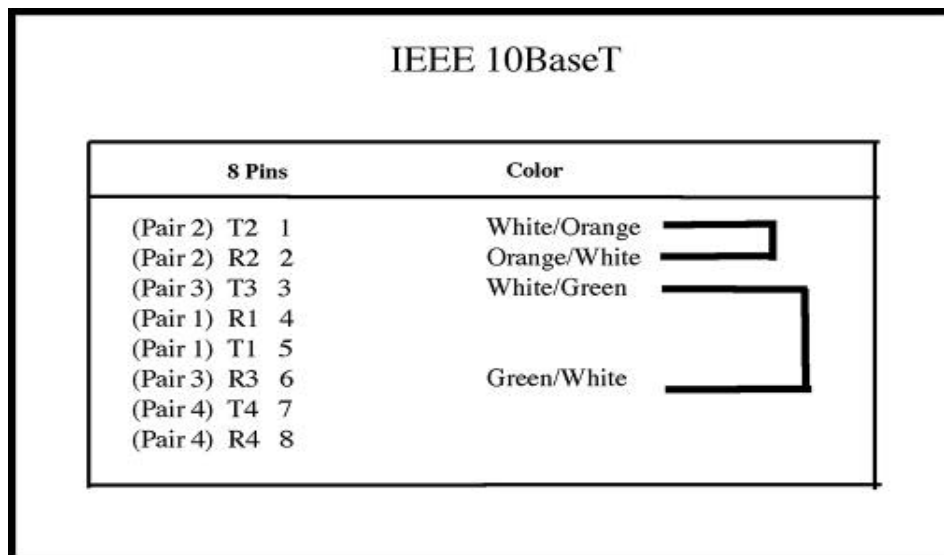 IEEE 10BaseT
8 Pins Color
(Pair 2) T2 1 White/Orange
(Pair 2) R2 2 Orange/White
(Pair 3) T3 3 White/Green
(Pair 1) R1 4
(Pair 1) T1 5
(Pair 3) R3 6 Green/White
(Pair 4) T4 7
(Pair 4) R4 8